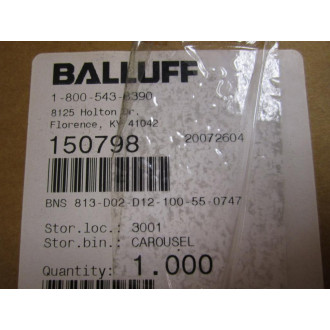 BALLUFF
1-800-543-8390
8125 Holton Dr.
Florence, KY 41042
150798 20072604
BNS 813-D02-D12-100-55-0747
Stor.loc.: 3001
Stor.bin.: CAROUSEL
Quantity: 1.000